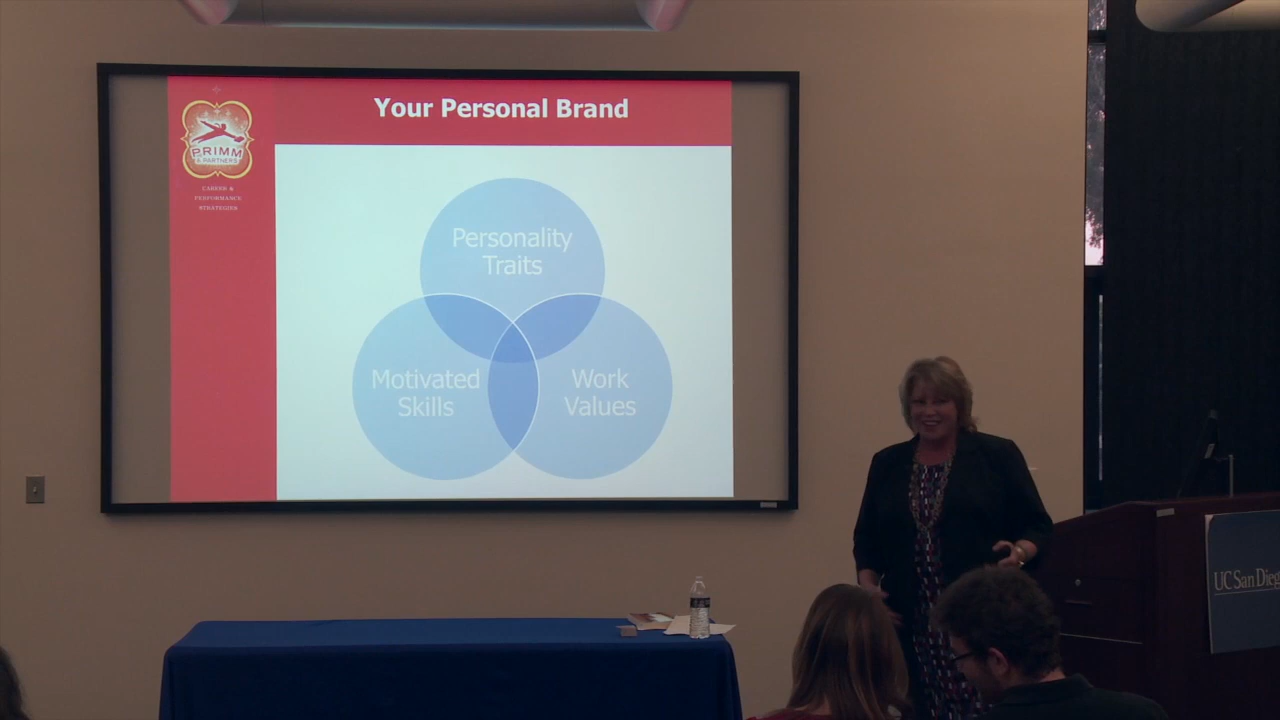 Your Personal Brand
PRIMM
& PARTNERS
CAREER &
PERFORMANCE
STRATEGIES
Personality
Traits
Motivated
Skills
Work
Values
UC San Dieg